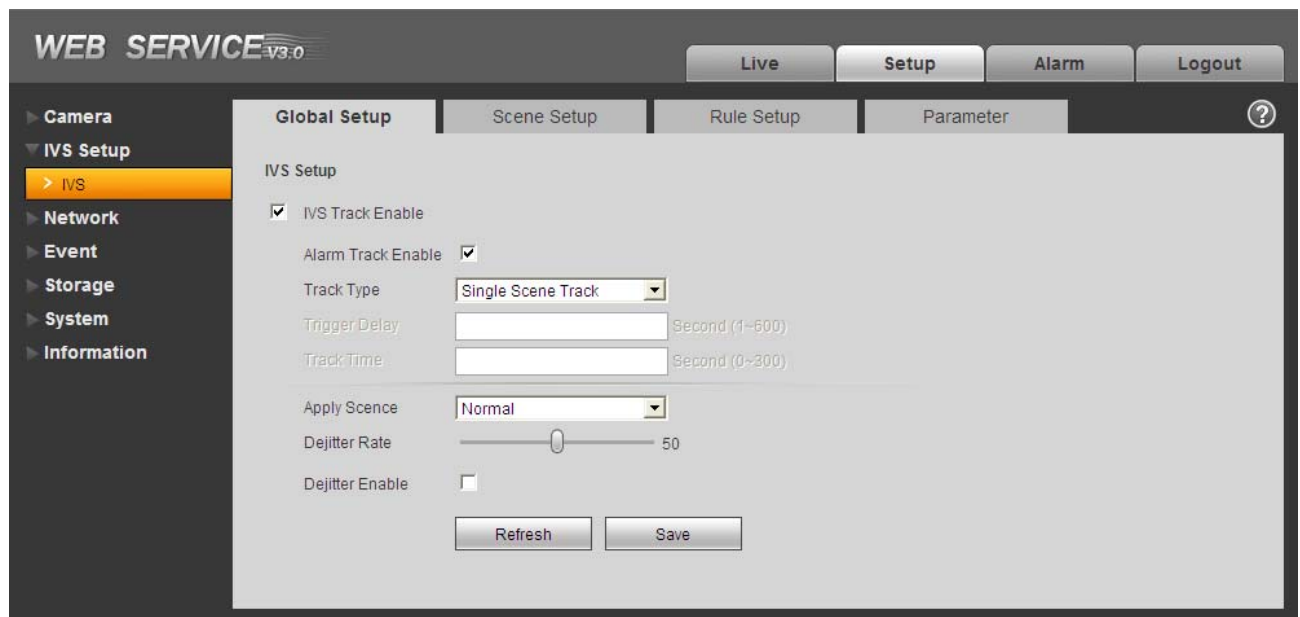 WEB SERVICE V3.0
Live Setup Alarm Logout
Camera
IVS Setup
> IVS
Network
Event
Storage
System
Information
Global Setup Scene Setup Rule Setup Parameter ?
IVS Setup
IVS Track Enable
Alarm Track Enable
Track Type Single Scene Track
Trigger Delay Second (1~600)
Track Time Second (0~300)
Apply Scence Normal
Dejitter Rate 50
Dejitter Enable
Refresh Save